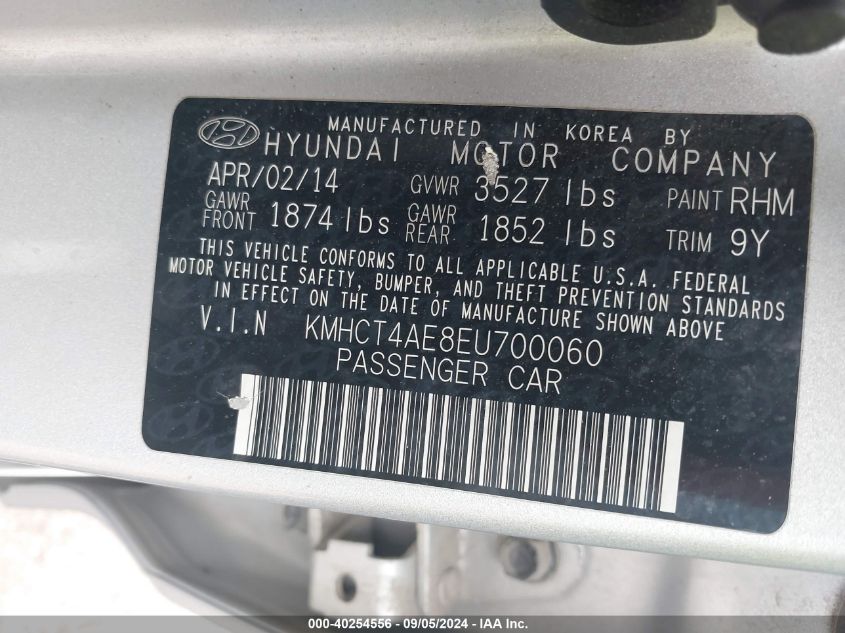 MANUFACTURED IN KOREA BY
HYUNDAI MOTOR COMPANY
APR/02/14 GVWR 3527 lbs PAINT RHM
GAWR FRONT 1874 lbs GAWR REAR 1852 lbs TRIM 9Y
THIS VEHICLE CONFORMS TO ALL APPLICABLE U.S.A. FEDERAL
MOTOR VEHICLE SAFETY, BUMPER, AND THEFT PREVENTION STANDARDS
IN EFFECT ON THE DATE OF MANUFACTURE SHOWN ABOVE
V.I.N KMHCT4AE8EU700060
PASSENGER CAR
000-40254556 - 09/05/2024 - IAA Inc.